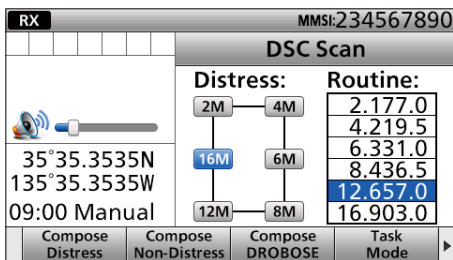 RX
MMSI:234567890
DSC Scan
Distress:
Routine:
2M
4M
16M
6M
12M
8M
2.177.0
4.219.5
6.331.0
8.436.5
12.657.0
16.903.0
35°35.3535N
135°35.3535W
09:00 Manual
Compose Distress
Compose Non-Distress
Compose DROBOSE
Task Mode